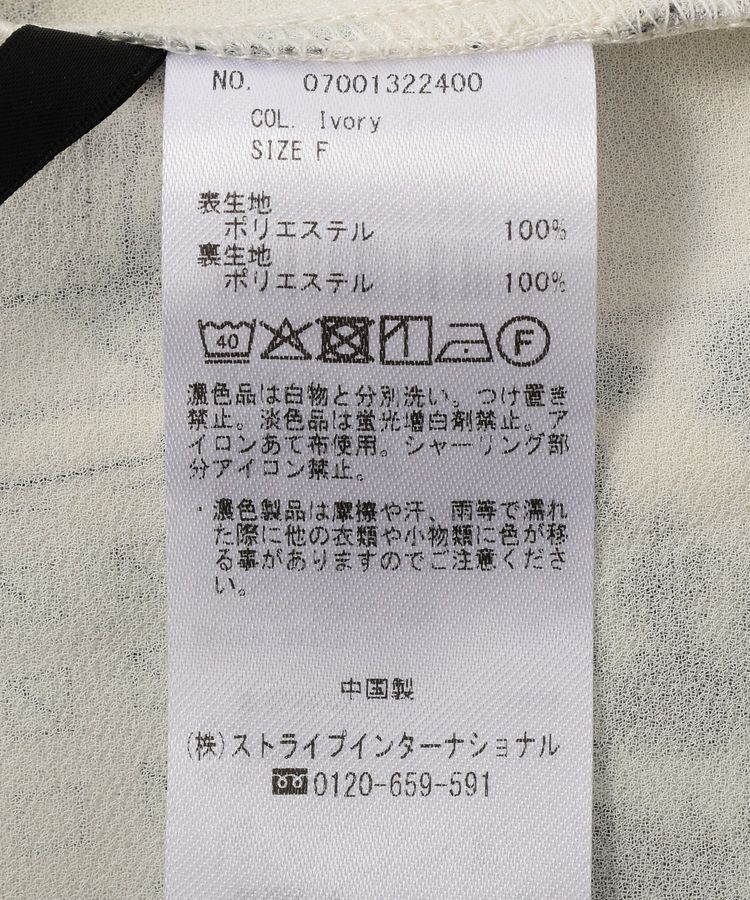 NO. 07001322400
COL. Ivory
SIZE F
表生地
ポリエステル 100%
裏生地
ポリエステル 100%
40 F
濃色品は白物と分別洗い。つけ置き
禁止。淡色品は蛍光増白剤禁止。ア
イロンあて布使用。シャーリング部
分アイロン禁止。
・濃色製品は摩擦や汗、雨等で濡れ
た際に他の衣類や小物類に色が移
る事がありますのでご注意くださ
い。
中国製
(株)ストライプインターナショナル
0120-659-591